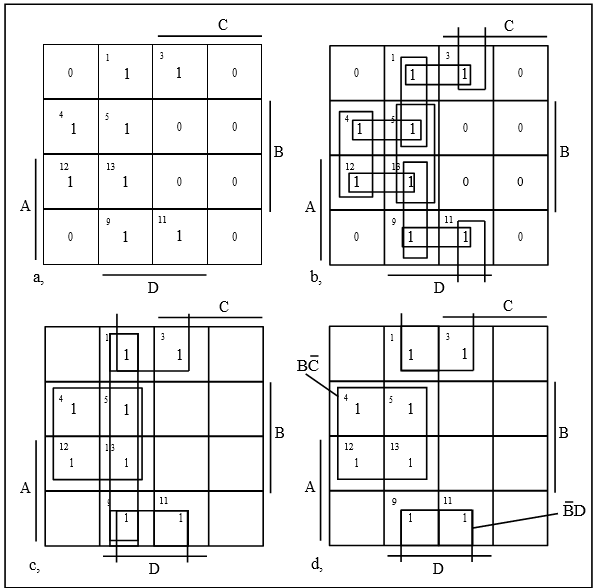 C
0 1 1 3 1 0
4 1 5 1 0 0
B
12 1 13 1 0 0
A
0 9 1 11 1 0
a,
D
C
0 1 1 3 1 0
4 1 5 1 0 0
B
12 1 13 1 0 0
A
0 9 1 11 1 0
b,
D
C
1 1 3 1
4 1 5 1
B
12 1 13 1
A
9 1 11 1
c,
D
C
1 1 3 1
BC̅
4 1 5 1
B
12 1 13 1
A
9 1 11 1
B̅D
d,
D